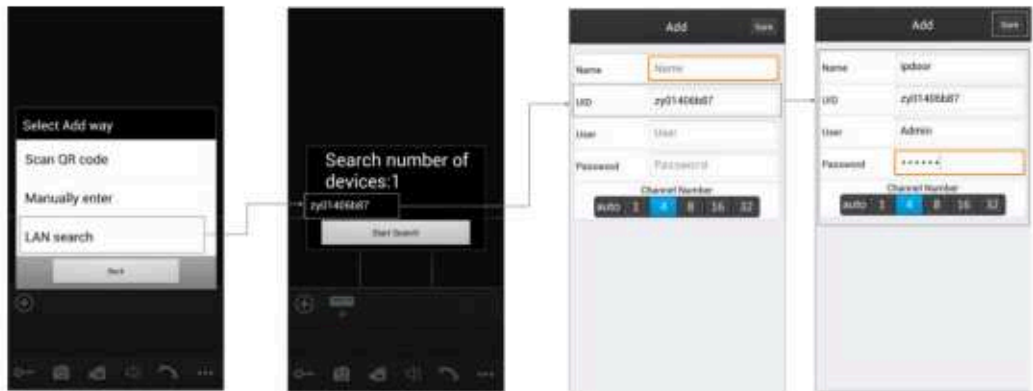 Select Add way
Scan QR code
Manually enter
LAN search
Back
Search number of
devices:1
zy01406b87
Start Search
Add
Save
Name Name
UID zy01406b87
User User
Password Password
Channel Number
auto 1 4 8 16 32
Add
Save
Name ipdoor
UID zy01406b87
User Admin
Password ••••••
Channel Number
auto 1 4 8 16 32